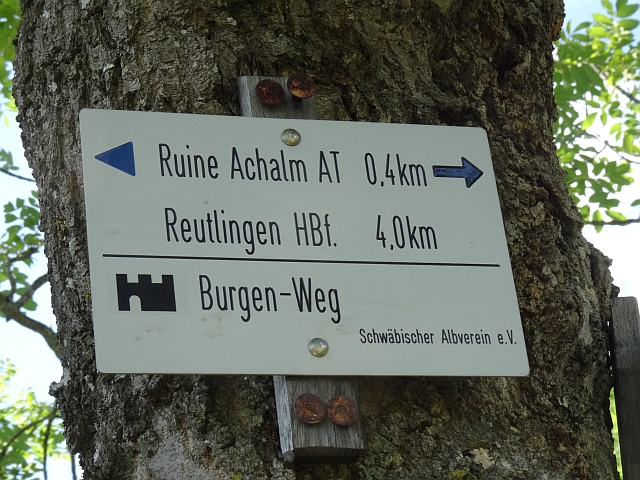 Ruine Achalm AT 0,4km
Reutlingen HBf. 4,0km
Burgen-Weg
Schwäbischer Albverein e.V.